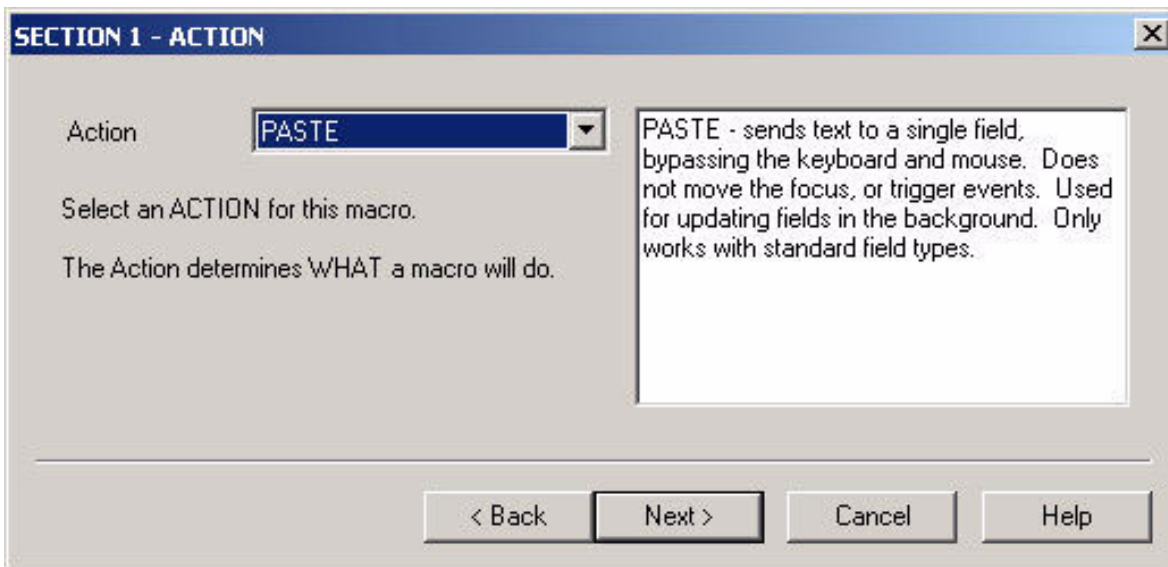 SECTION 1 - ACTION
Action
PASTE
Select an ACTION for this macro.
The Action determines WHAT a macro will do.
PASTE - sends text to a single field,
bypassing the keyboard and mouse.  Does
not move the focus, or trigger events.  Used
for updating fields in the background.  Only
works with standard field types.
< Back
Next >
Cancel
Help